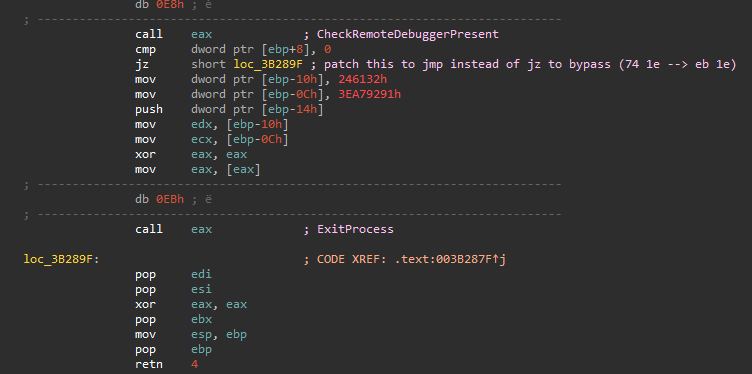 db 0E8h ; è
; ---------------------------------------------------------------------------
call eax ; CheckRemoteDebuggerPresent
cmp dword ptr [ebp+8], 0
jz short loc_3B289F ; patch this to jmp instead of jz to bypass (74 1e --> eb 1e)
mov dword ptr [ebp-10h], 246132h
mov dword ptr [ebp-0Ch], 3EA79291h
push dword ptr [ebp-14h]
mov edx, [ebp-10h]
mov ecx, [ebp-0Ch]
xor eax, eax
mov eax, [eax]
; ---------------------------------------------------------------------------
db 0EBh ; ë
; ---------------------------------------------------------------------------
call eax ; ExitProcess
loc_3B289F: ; CODE XREF: .text:003B287F↑j
pop edi
pop esi
xor eax, eax
pop ebx
mov esp, ebp
pop ebp
retn 4